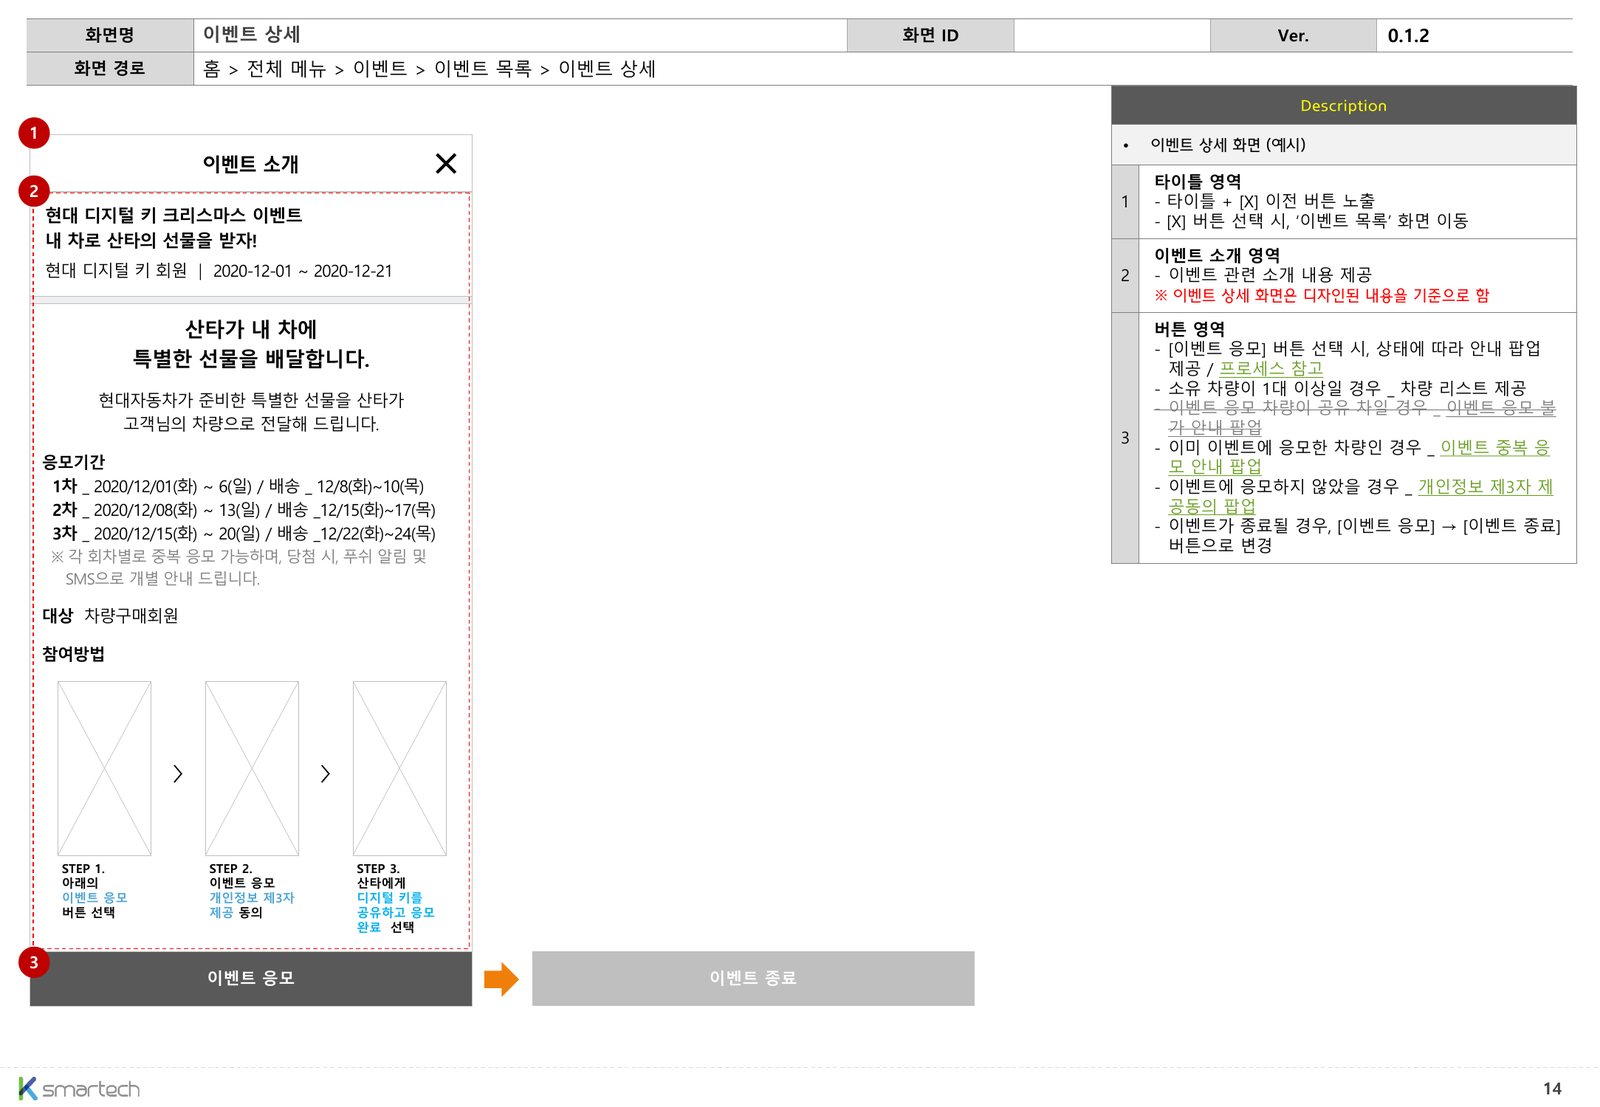 화면명 이벤트 상세 화면 ID Ver. 0.1.2
화면 경로 홈 > 전체 메뉴 > 이벤트 > 이벤트 목록 > 이벤트 상세
1
이벤트 소개
2
현대 디지털 키 크리스마스 이벤트
내 차로 산타의 선물을 받자!
현대 디지털 키 회원 | 2020-12-01 ~ 2020-12-21
산타가 내 차에
특별한 선물을 배달합니다.
현대자동차가 준비한 특별한 선물을 산타가
고객님의 차량으로 전달해 드립니다.
응모기간
1차 _ 2020/12/01(화) ~ 6(일) / 배송 _ 12/8(화)~10(목)
2차 _ 2020/12/08(화) ~ 13(일) / 배송 _12/15(화)~17(목)
3차 _ 2020/12/15(화) ~ 20(일) / 배송 _12/22(화)~24(목)
※ 각 회차별로 중복 응모 가능하며, 당첨 시, 푸쉬 알림 및
SMS으로 개별 안내 드립니다.
대상 차량구매회원
참여방법
STEP 1.
아래의
이벤트 응모
버튼 선택
STEP 2.
이벤트 응모
개인정보 제3자
제공 동의
STEP 3.
산타에게
디지털 키를
공유하고 응모
완료 선택
3
이벤트 응모
이벤트 종료
Description
• 이벤트 상세 화면 (예시)
1
타이틀 영역
- 타이틀 + [X] 이전 버튼 노출
- [X] 버튼 선택 시, ‘이벤트 목록’ 화면 이동
2
이벤트 소개 영역
- 이벤트 관련 소개 내용 제공
※ 이벤트 상세 화면은 디자인된 내용을 기준으로 함
3
버튼 영역
- [이벤트 응모] 버튼 선택 시, 상태에 따라 안내 팝업
제공 / 프로세스 참고
- 소유 차량이 1대 이상일 경우 _ 차량 리스트 제공
- 이벤트 응모 차량이 공유 차일 경우 _ 이벤트 응모 불
가 안내 팝업
- 이미 이벤트에 응모한 차량인 경우 _ 이벤트 중복 응
모 안내 팝업
- 이벤트에 응모하지 않았을 경우 _ 개인정보 제3자 제
공동의 팝업
- 이벤트가 종료될 경우, [이벤트 응모] → [이벤트 종료]
버튼으로 변경
K smartech
14